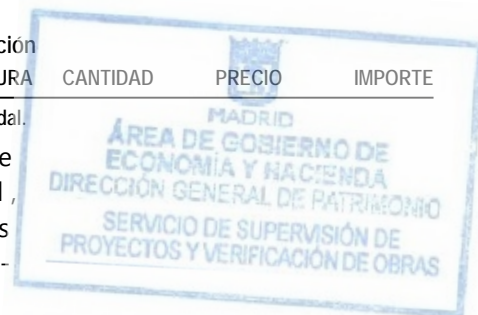 ción
URA CANTIDAD PRECIO IMPORTE
dal.
e
l ,
s
-
MADRID
ÁREA DE GOBIERNO DE
ECONOMÍA Y HACIENDA
DIRECCIÓN GENERAL DE PATRIMONIO
SERVICIO DE SUPERVISIÓN DE
PROYECTOS Y VERIFICACIÓN DE OBRAS